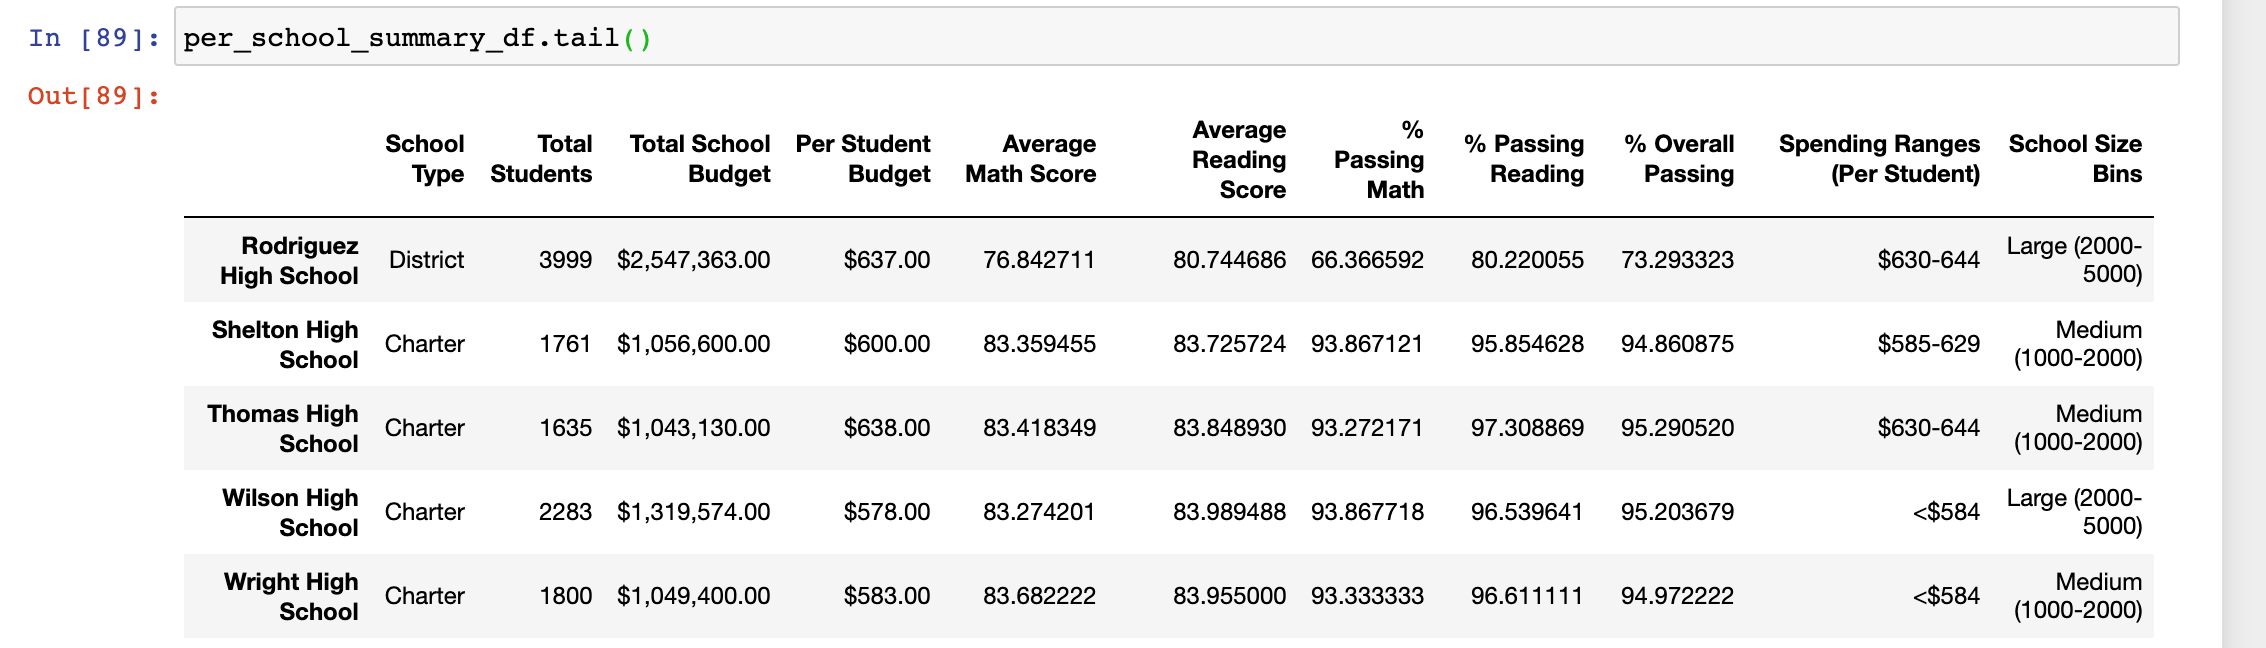 In [89]: per_school_summary_df.tail()
Out[89]:
School Type Total Students Total School Budget Per Student Budget Average Math Score Average Reading Score % Passing Math % Passing Reading % Overall Passing Spending Ranges (Per Student) School Size Bins
Rodriguez High School District 3999 $2,547,363.00 $637.00 76.842711 80.744686 66.366592 80.220055 73.293323 $630-644 Large (2000-5000)
Shelton High School Charter 1761 $1,056,600.00 $600.00 83.359455 83.725724 93.867121 95.854628 94.860875 $585-629 Medium (1000-2000)
Thomas High School Charter 1635 $1,043,130.00 $638.00 83.418349 83.848930 93.272171 97.308869 95.290520 $630-644 Medium (1000-2000)
Wilson High School Charter 2283 $1,319,574.00 $578.00 83.274201 83.989488 93.867718 96.539641 95.203679 <$584 Large (2000-5000)
Wright High School Charter 1800 $1,049,400.00 $583.00 83.682222 83.955000 93.333333 96.611111 94.972222 <$584 Medium (1000-2000)